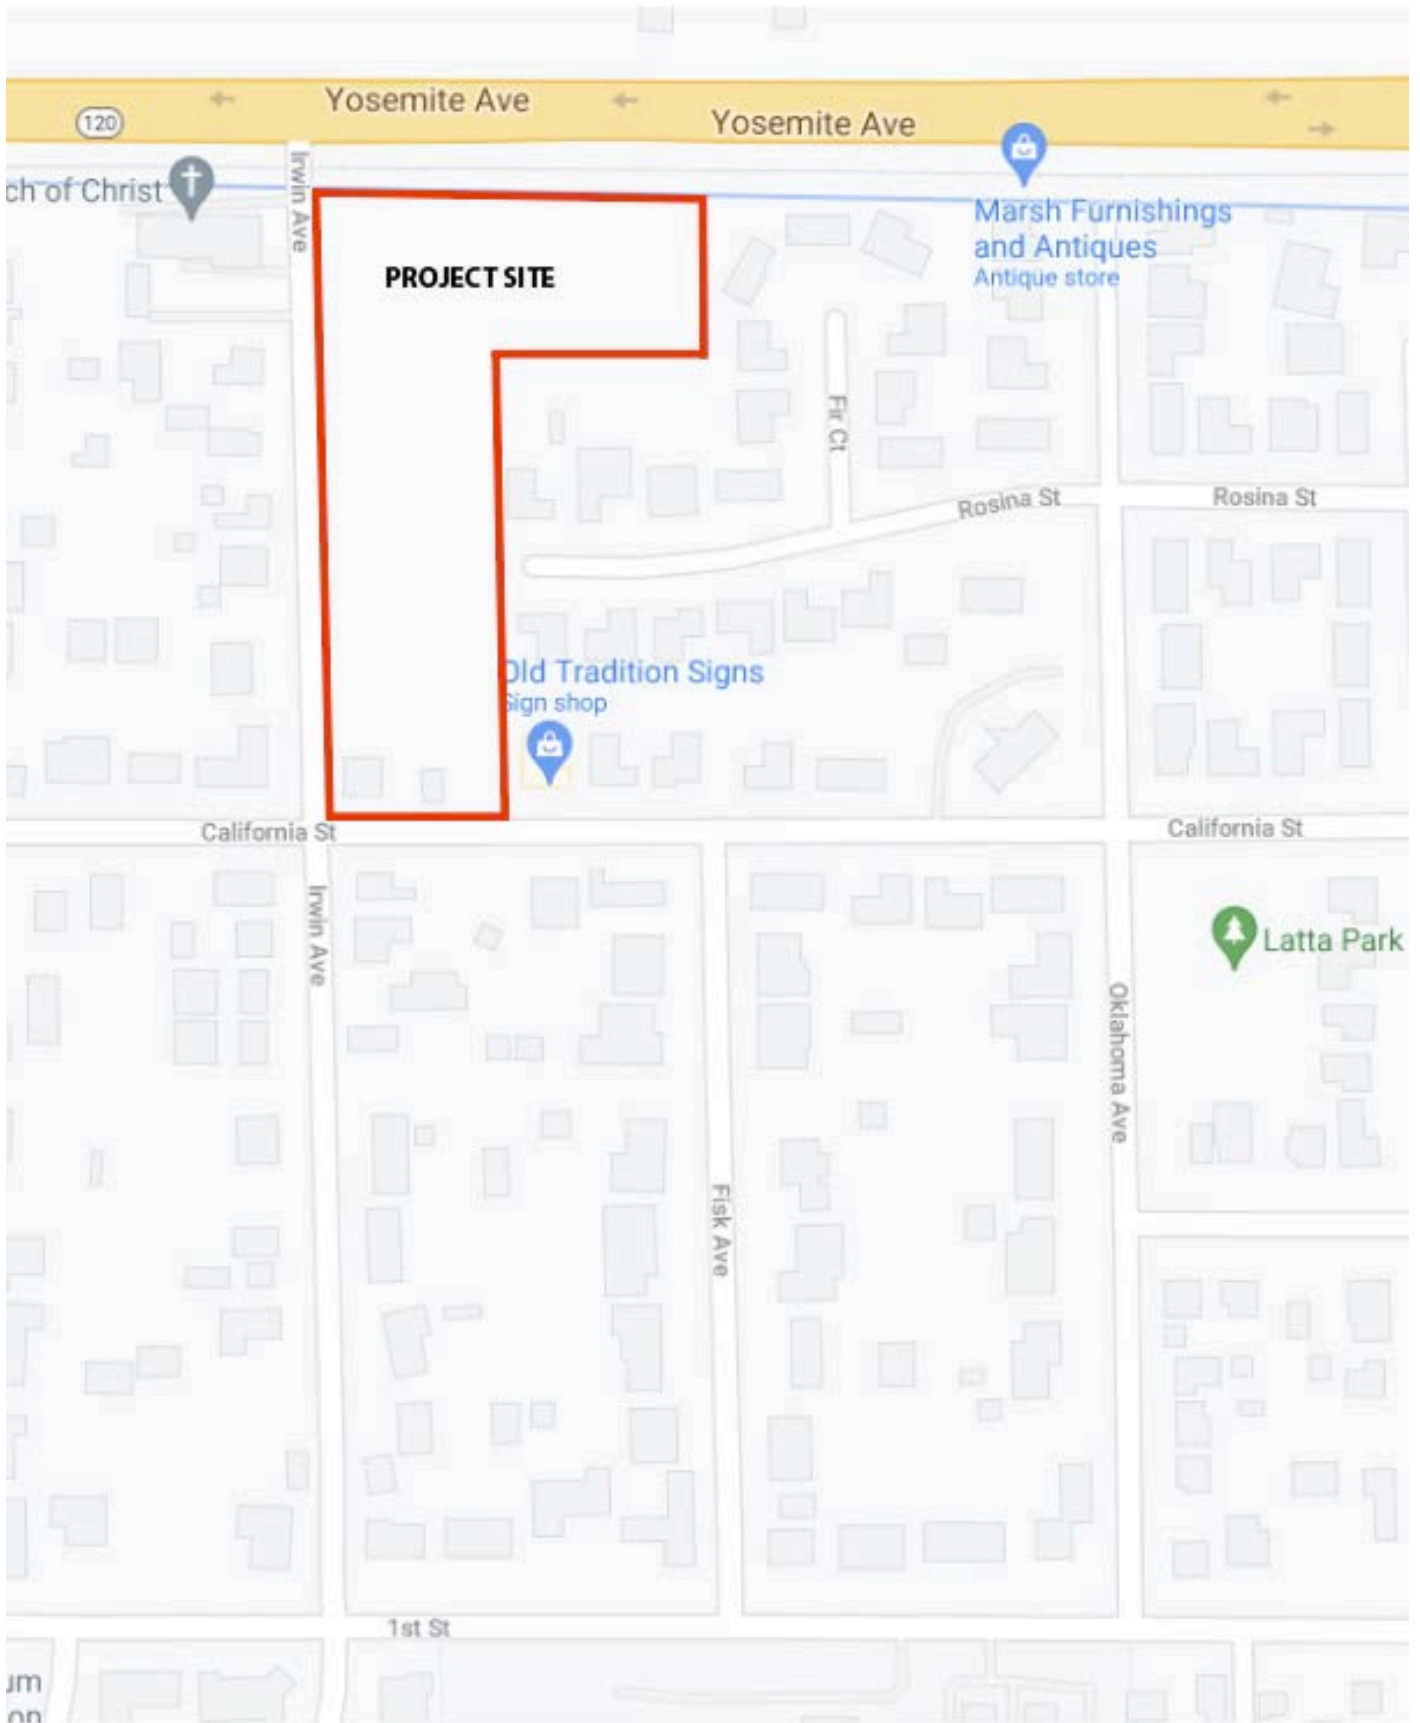 Yosemite Ave
120
Yosemite Ave
Irwin Ave
ch of Christ
Marsh Furnishings
and Antiques
Antique store
PROJECT SITE
Fir Ct
Rosina St
Rosina St
Old Tradition Signs
Sign shop
California St
California St
Irwin Ave
Latta Park
Oklahoma Ave
Fisk Ave
1st St
um
on